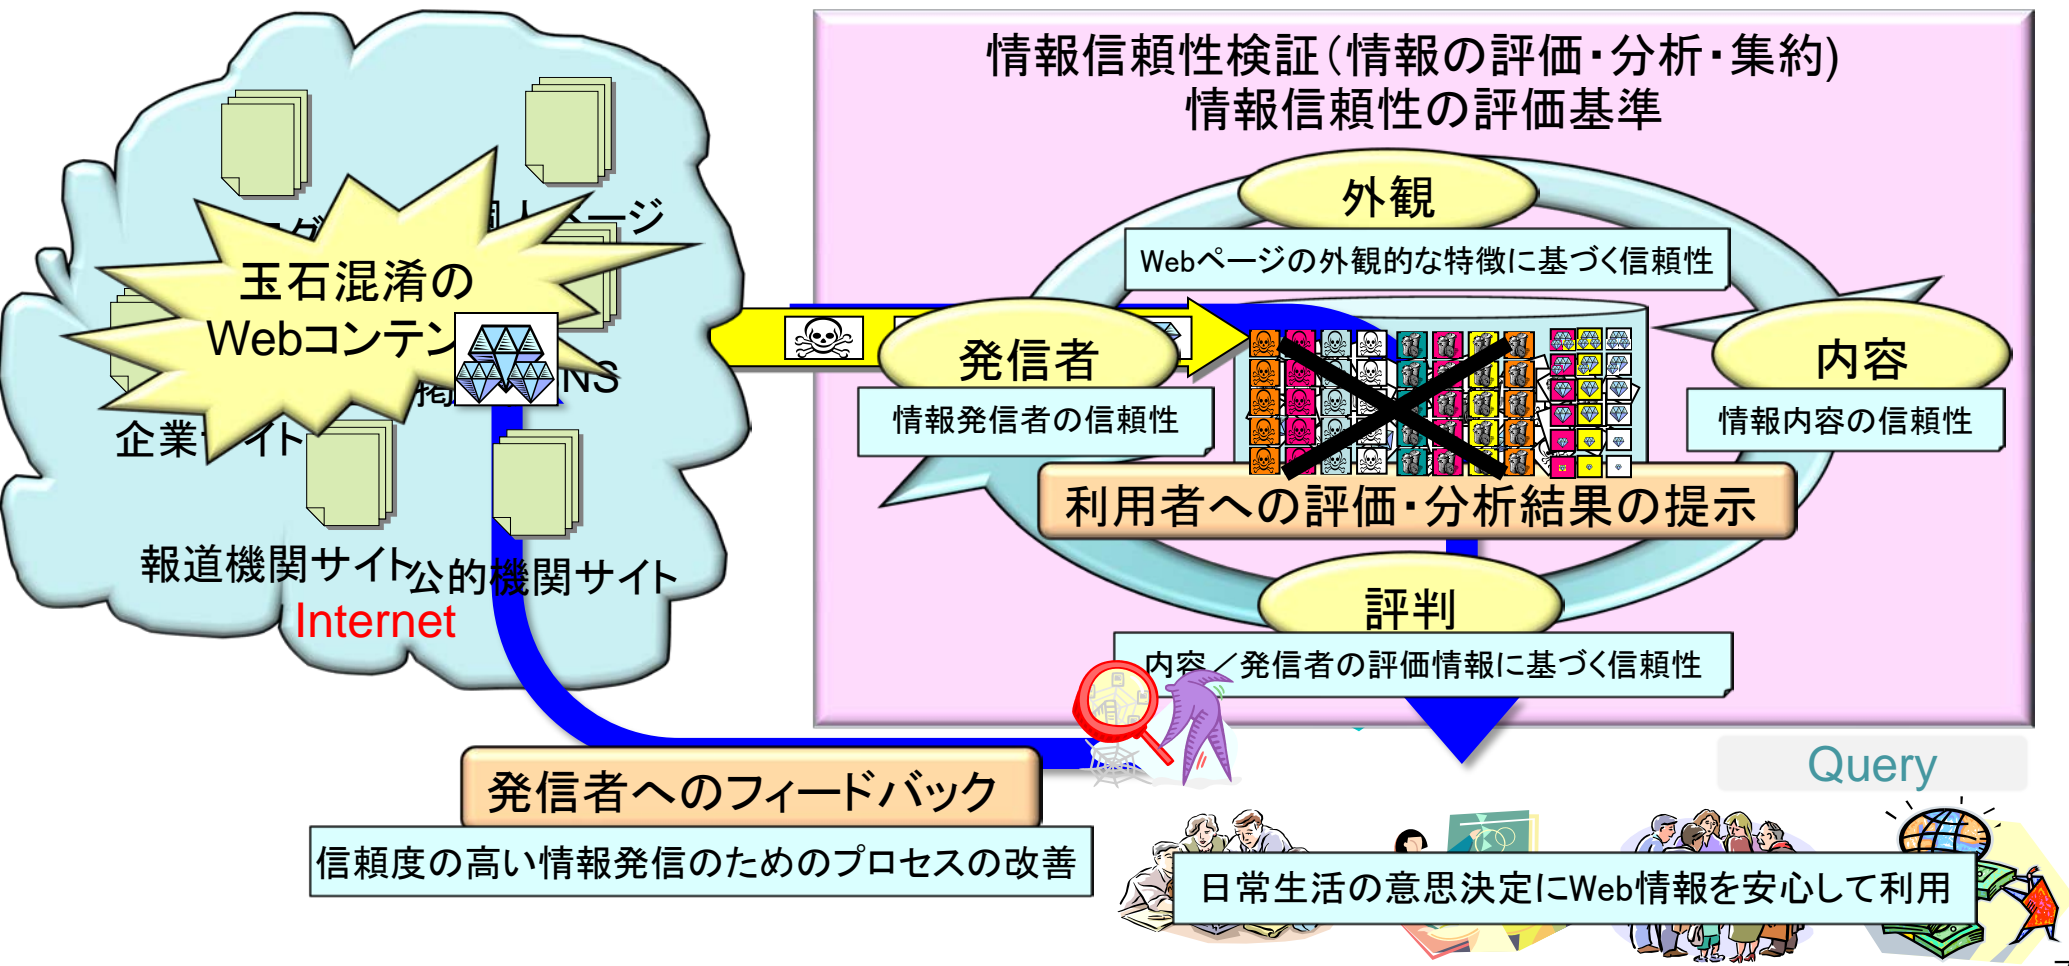 情報信頼性検証(情報の評価・分析・集約)
情報信頼性の評価基準
外観
Webページの外観的な特徴に基づく信頼性
発信者
情報発信者の信頼性
内容
情報内容の信頼性
利用者への評価・分析結果の提示
評判
内容／発信者の評価情報に基づく信頼性
玉石混淆の
Webコンテン
企業サイト
報道機関サイト
公的機関サイト
Internet
発信者へのフィードバック
信頼度の高い情報発信のためのプロセスの改善
Query
日常生活の意思決定にWeb情報を安心して利用